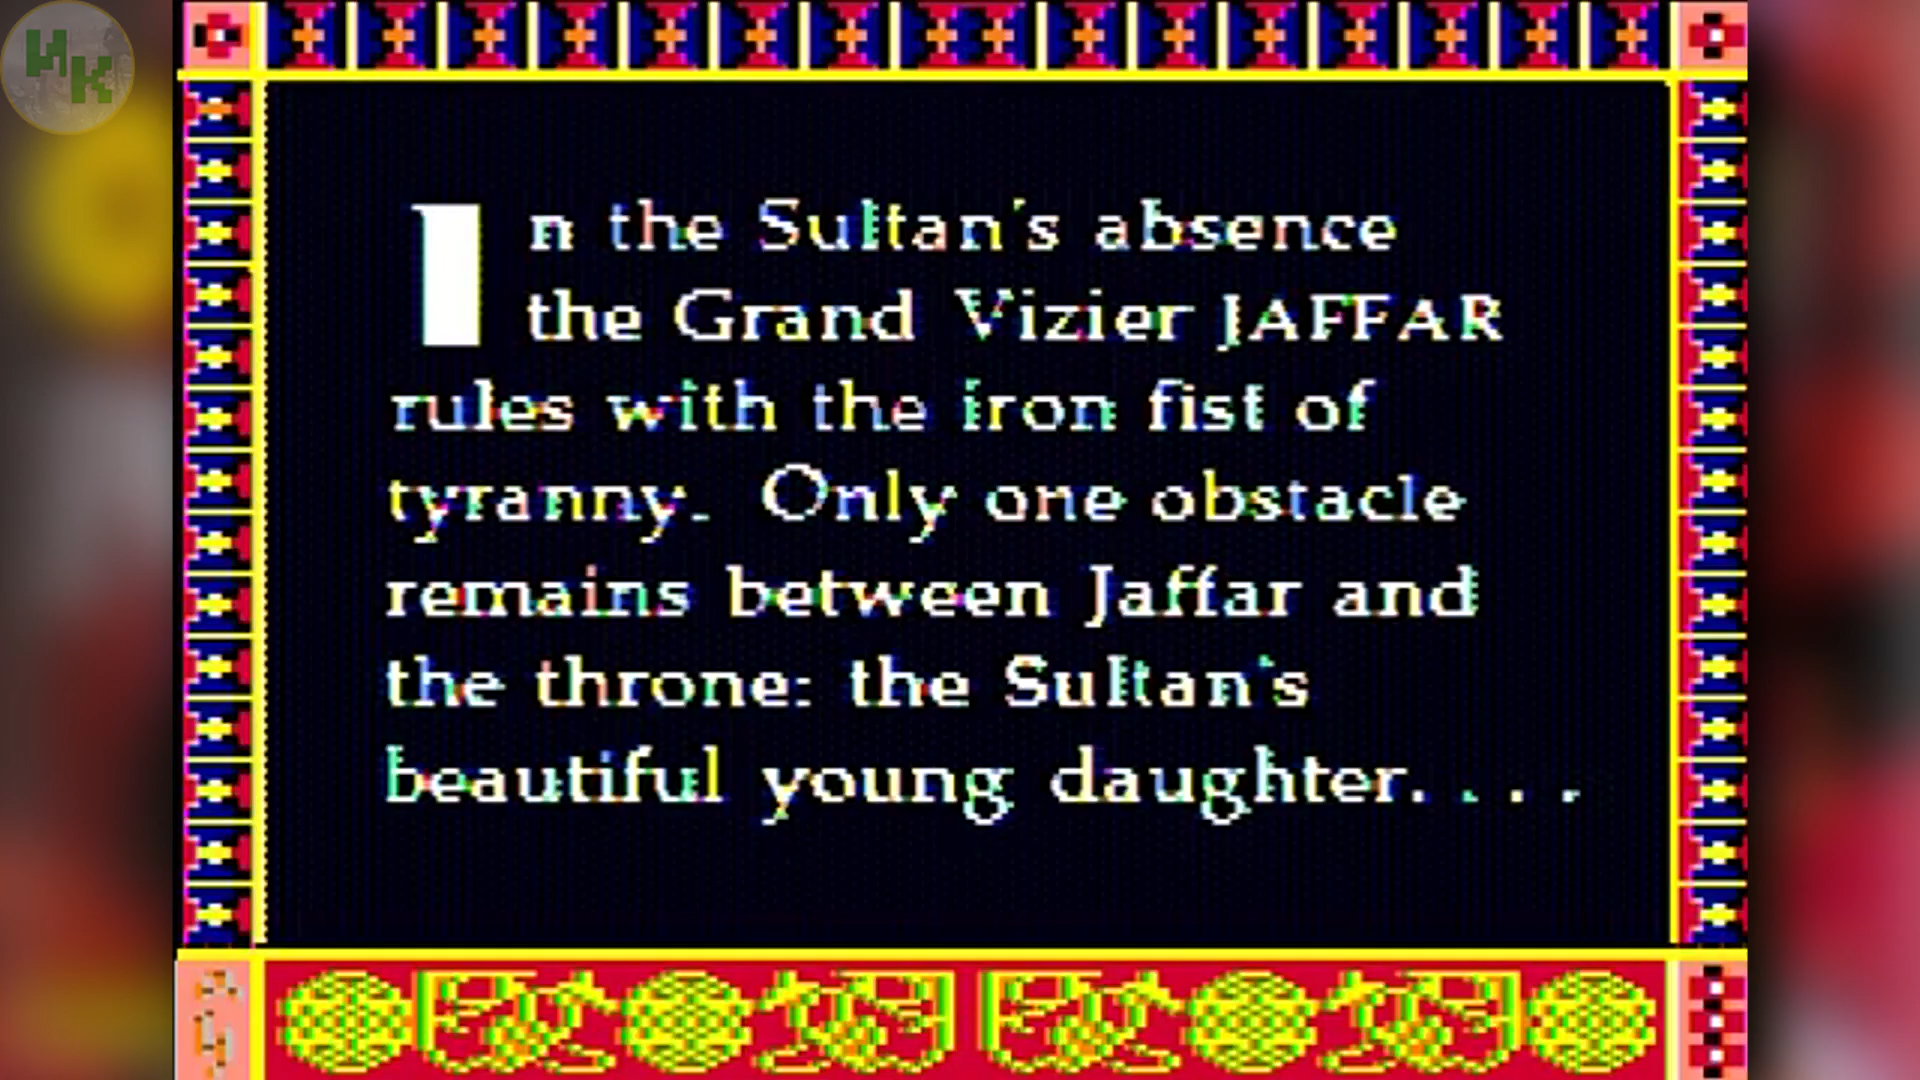 ИК
In the Sultan's absence
the Grand Vizier JAFFAR
rules with the iron fist of
tyranny. Only one obstacle
remains between Jaffar and
the throne: the Sultan's
beautiful young daughter. . . .